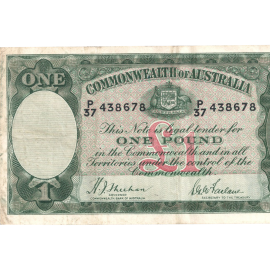 ONE
COMMONWEALTH OF AUSTRALIA
P/37 438678 P/37 438678
This Note is Legal tender for
ONE POUND
in the Commonwealth and in all
Territories under the control of the
Commonwealth.
£1
H.J. Sheehan
GOVERNOR
COMMONWEALTH BANK OF AUSTRALIA
SECRETARY TO THE TREASURY
1